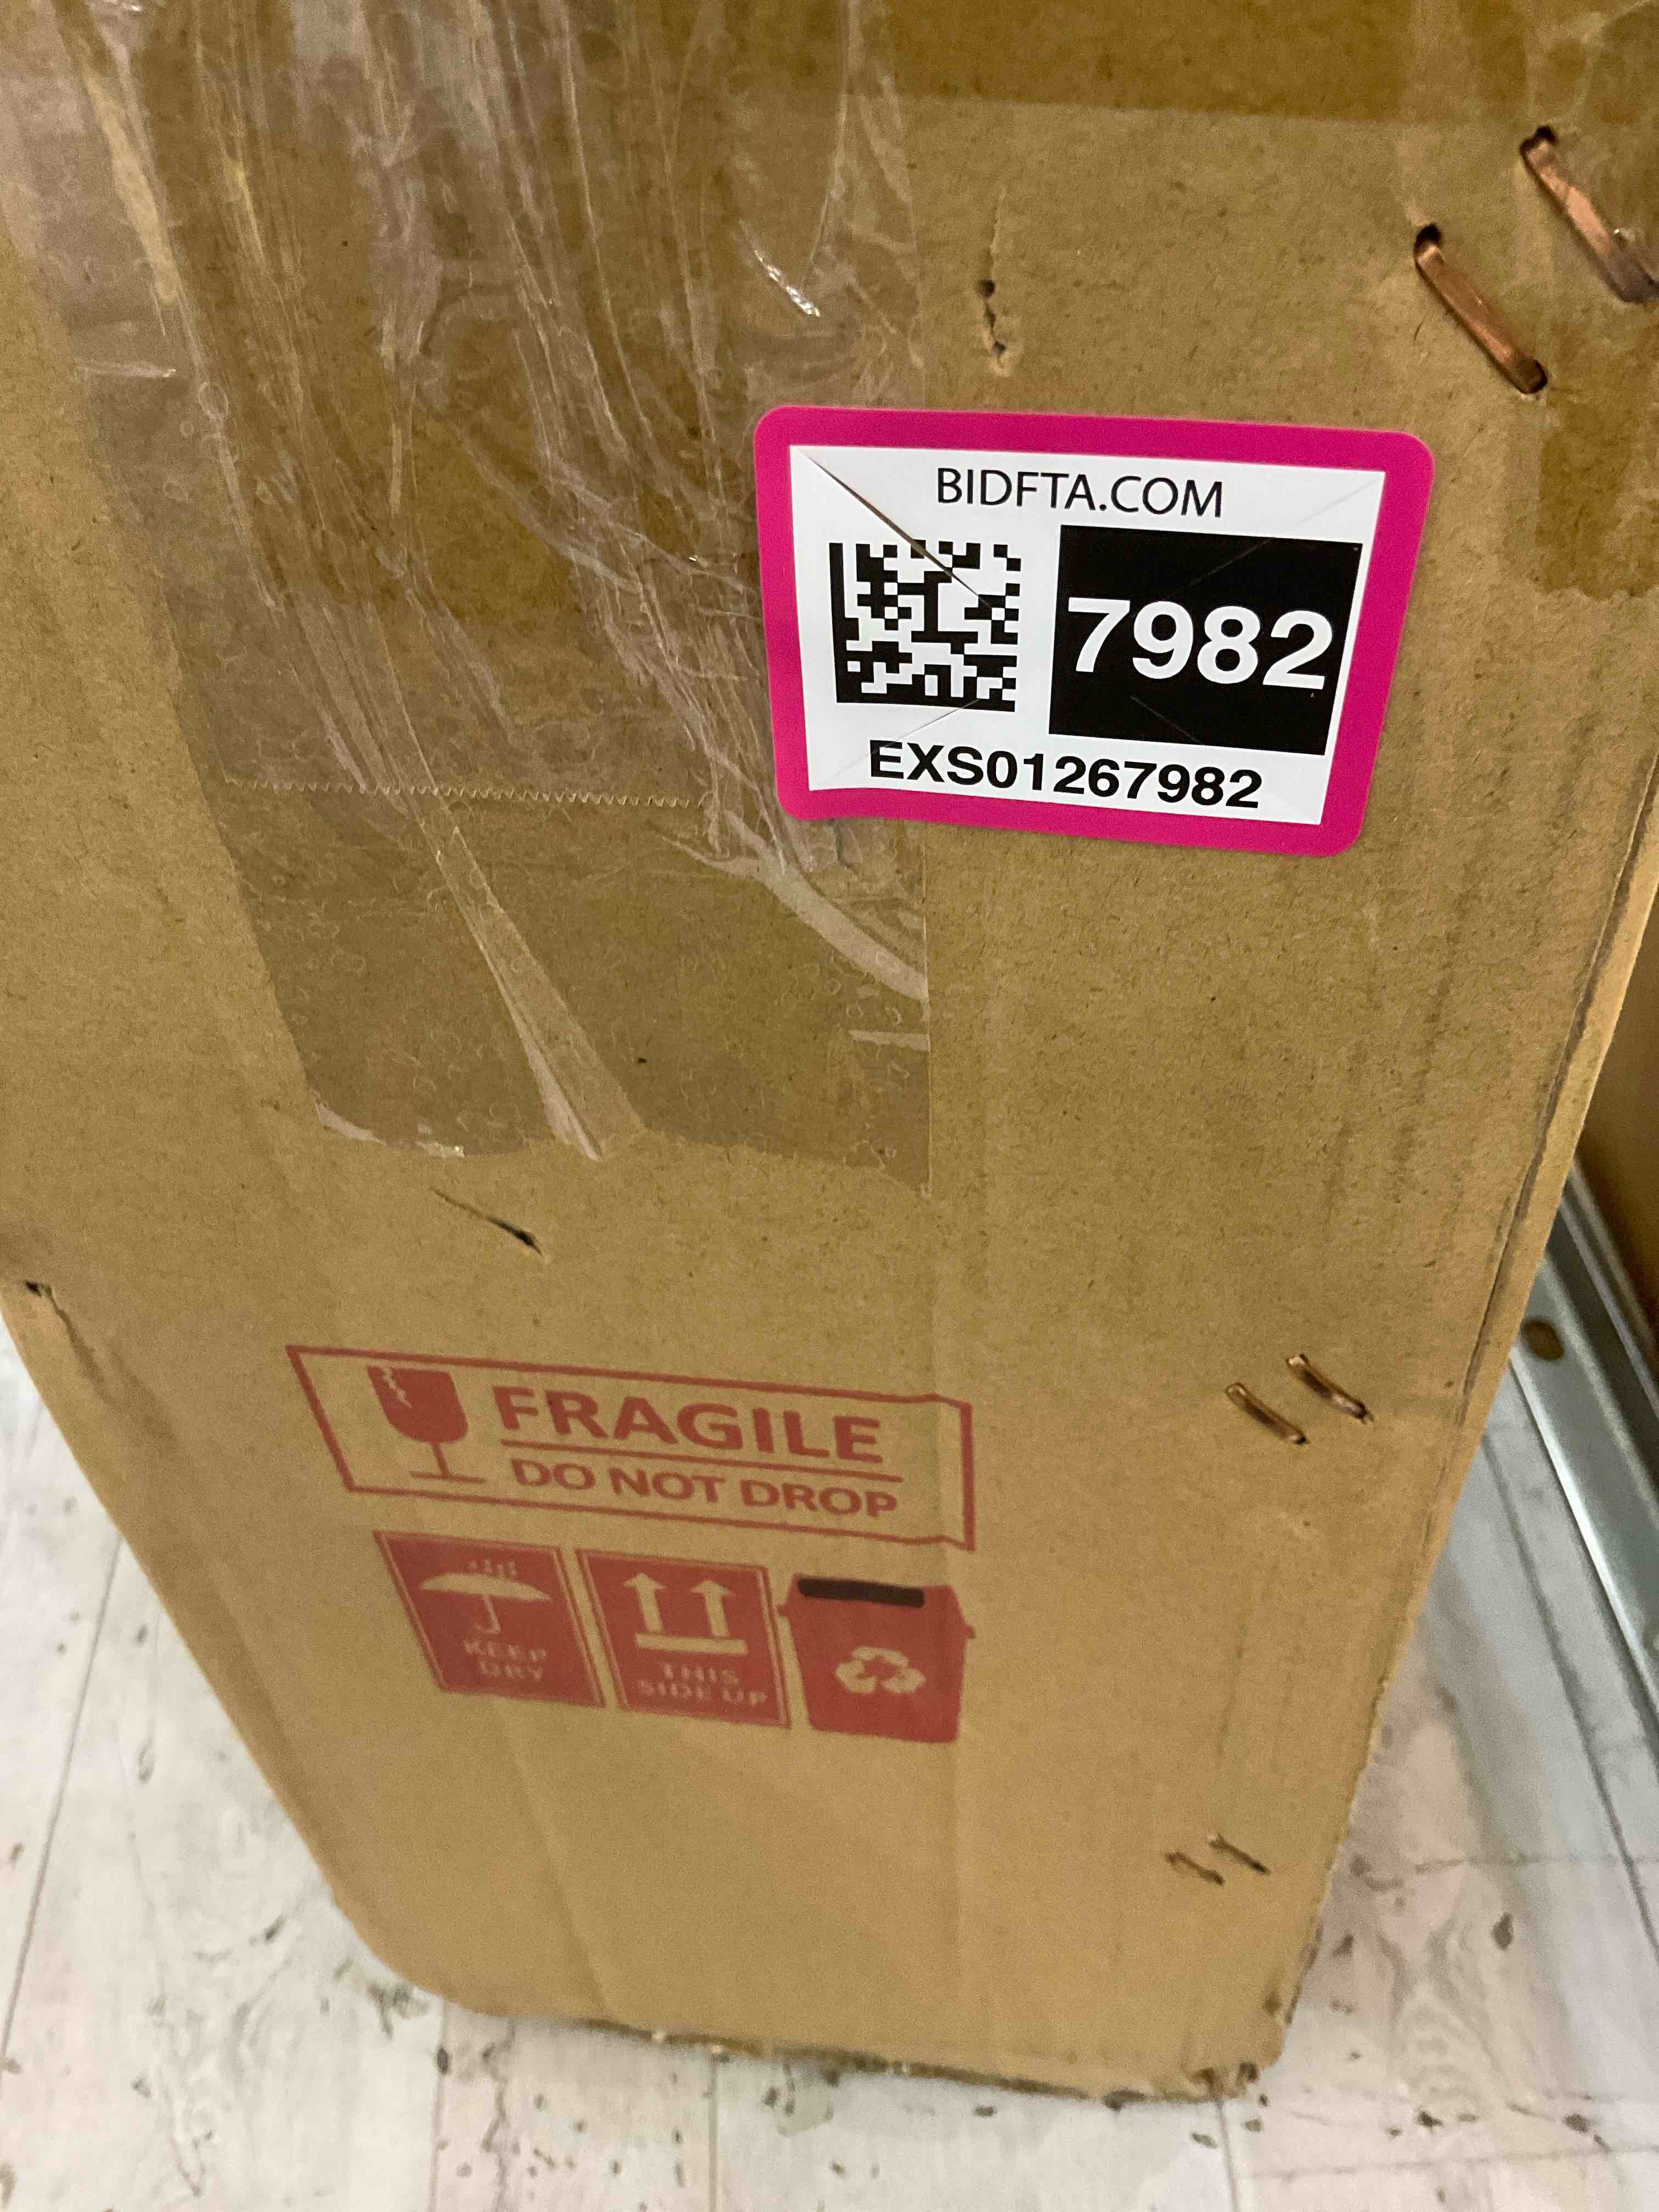 BIDFTA.COM
7982
EXS01267982
FRAGILE
DO NOT DROP
KEEP
DRY
THIS
SIDE UP